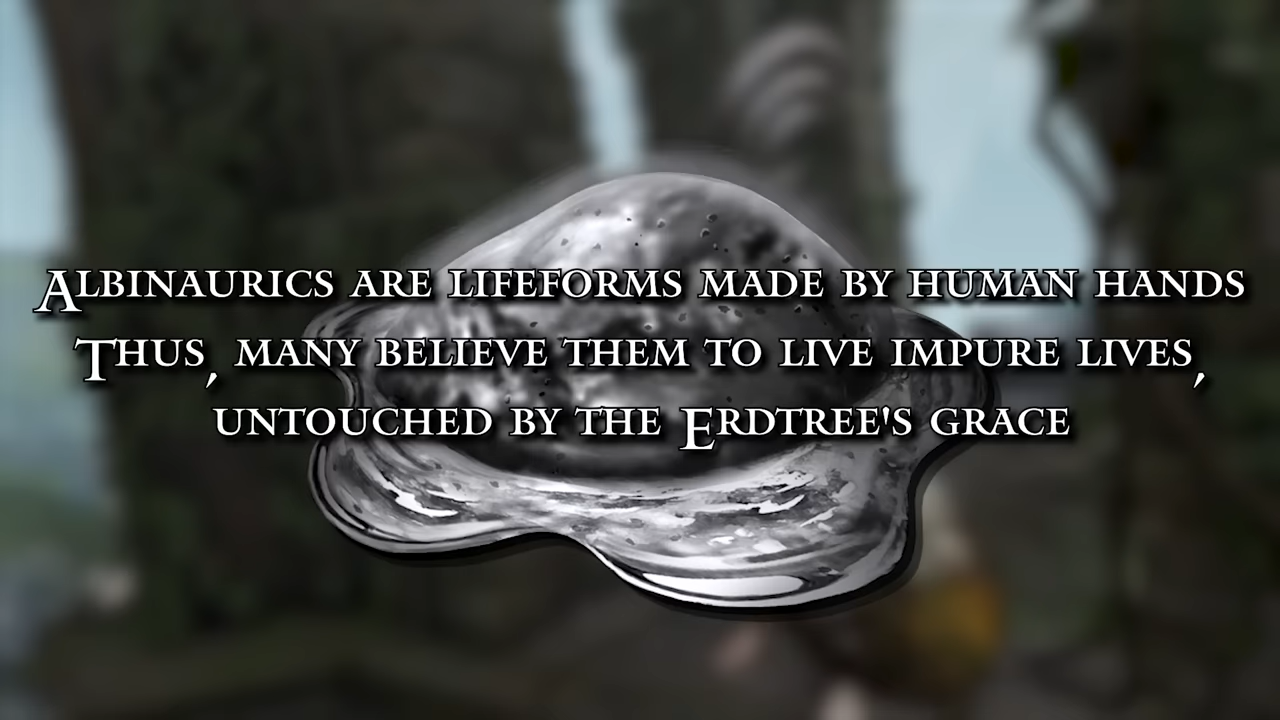 Albinaurics are lifeforms made by human hands
Thus, many believe them to live impure lives,
untouched by the Erdtree's grace